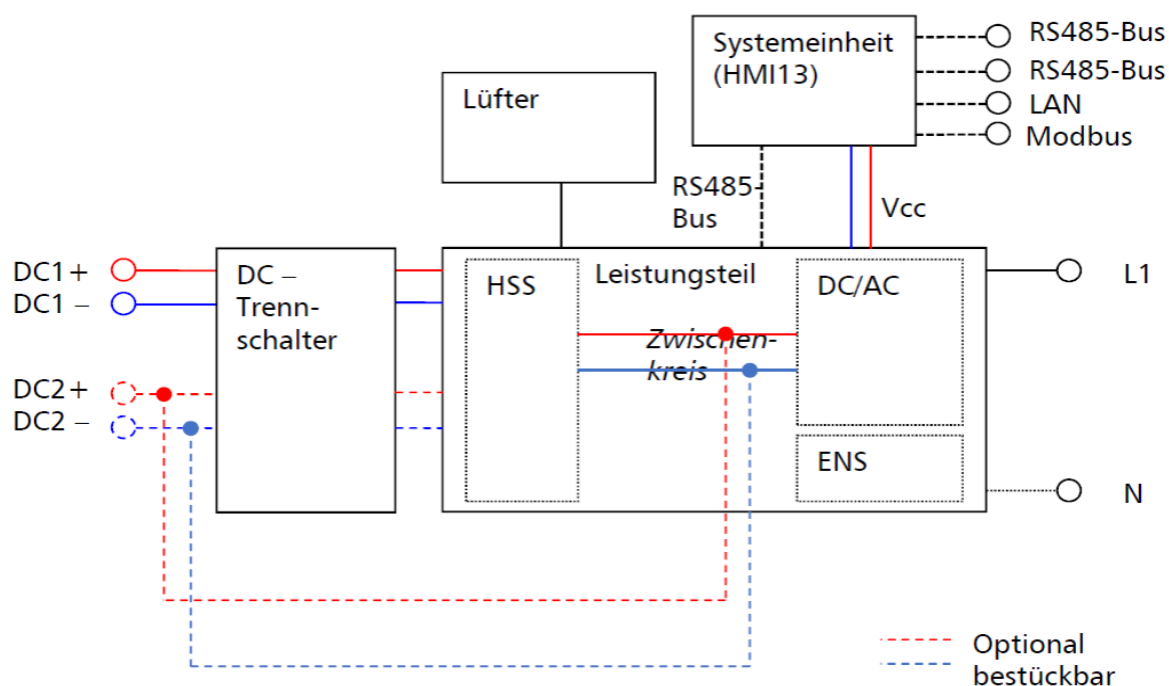 Systemeinheit
(HMI13)
RS485-Bus
RS485-Bus
LAN
Modbus
Lüfter
RS485-
Bus
Vcc
DC1+
DC1 –
DC2+
DC2 –
DC –
Trenn-
schalter
HSS
Leistungsteil
DC/AC
Zwischen-
kreis
ENS
L1
N
Optional
bestückbar